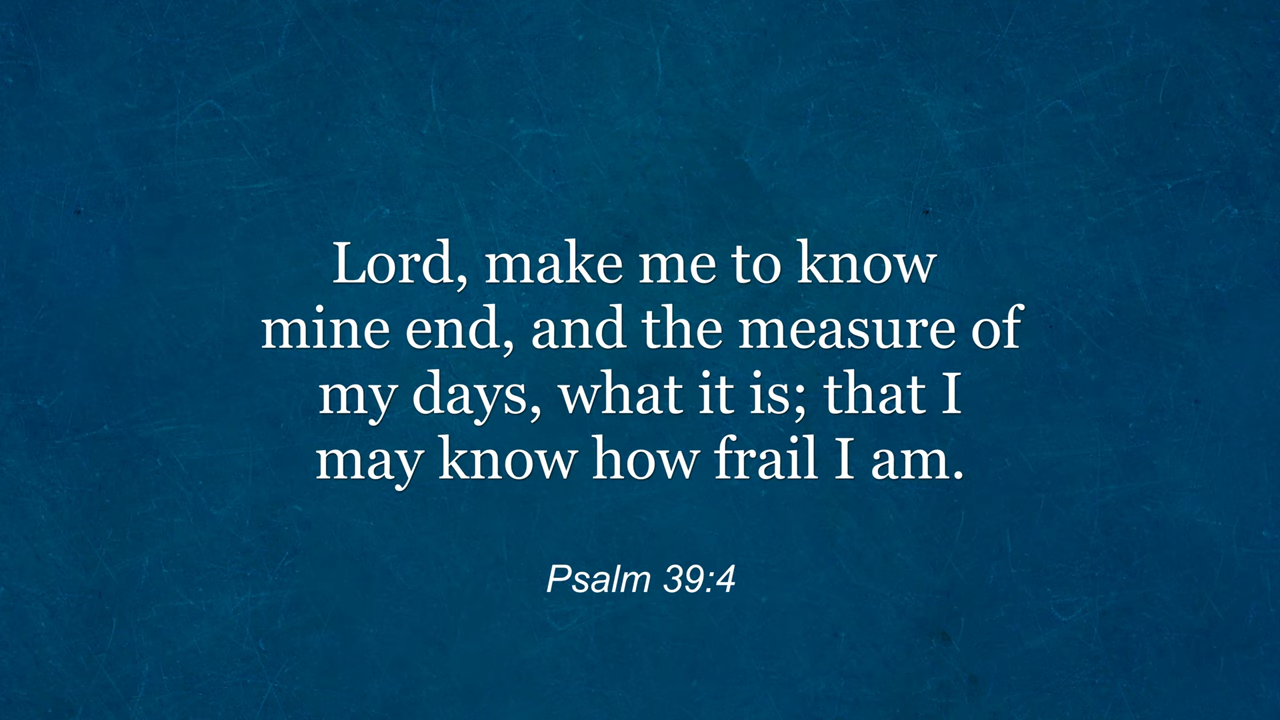 Lord, make me to know
mine end, and the measure of
my days, what it is; that I
may know how frail I am.
Psalm 39:4